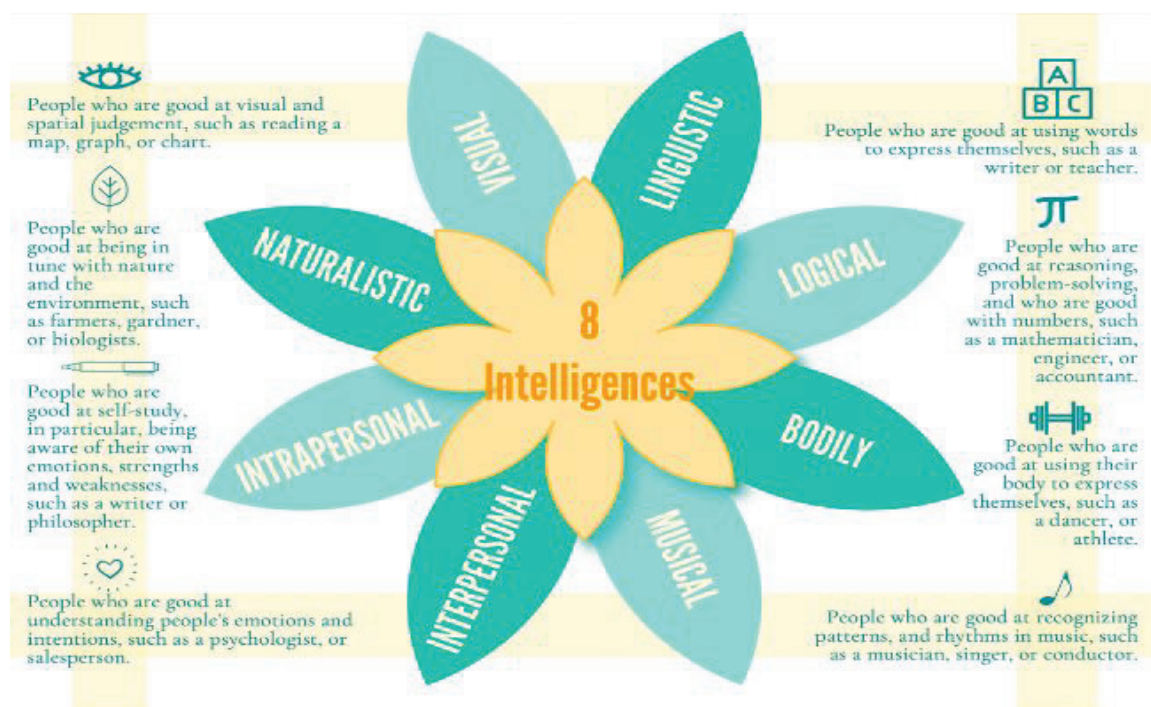 People who are good at visual and
spatial judgement, such as reading a
map, graph, or chart.
People who are
good at being in
tune with nature
and the
environment, such
as farmers, gardner,
or biologists.
People who are
good at self-study,
in particular, being
aware of their own
emotions, strengths
and weaknesses,
such as a writer or
philosopher.
People who are good at
understanding people's emotions and
intentions, such as a psychologist, or
salesperson.
VISUAL
LINGUISTIC
NATURALISTIC
LOGICAL
8
Intelligences
INTRAPERSONAL
BODILY
INTERPERSONAL
MUSICAL
A
B C
People who are good at using words
to express themselves, such as a
writer or teacher.
π
People who are
good at reasoning,
problem-solving,
and who are good
with numbers, such
as a mathematician,
engineer, or
accountant.
People who are
good at using their
body to express
themselves, such as
a dancer, or
athlete.
People who are good at recognizing
patterns, and rhythms in music, such
as a musician, singer, or conductor.